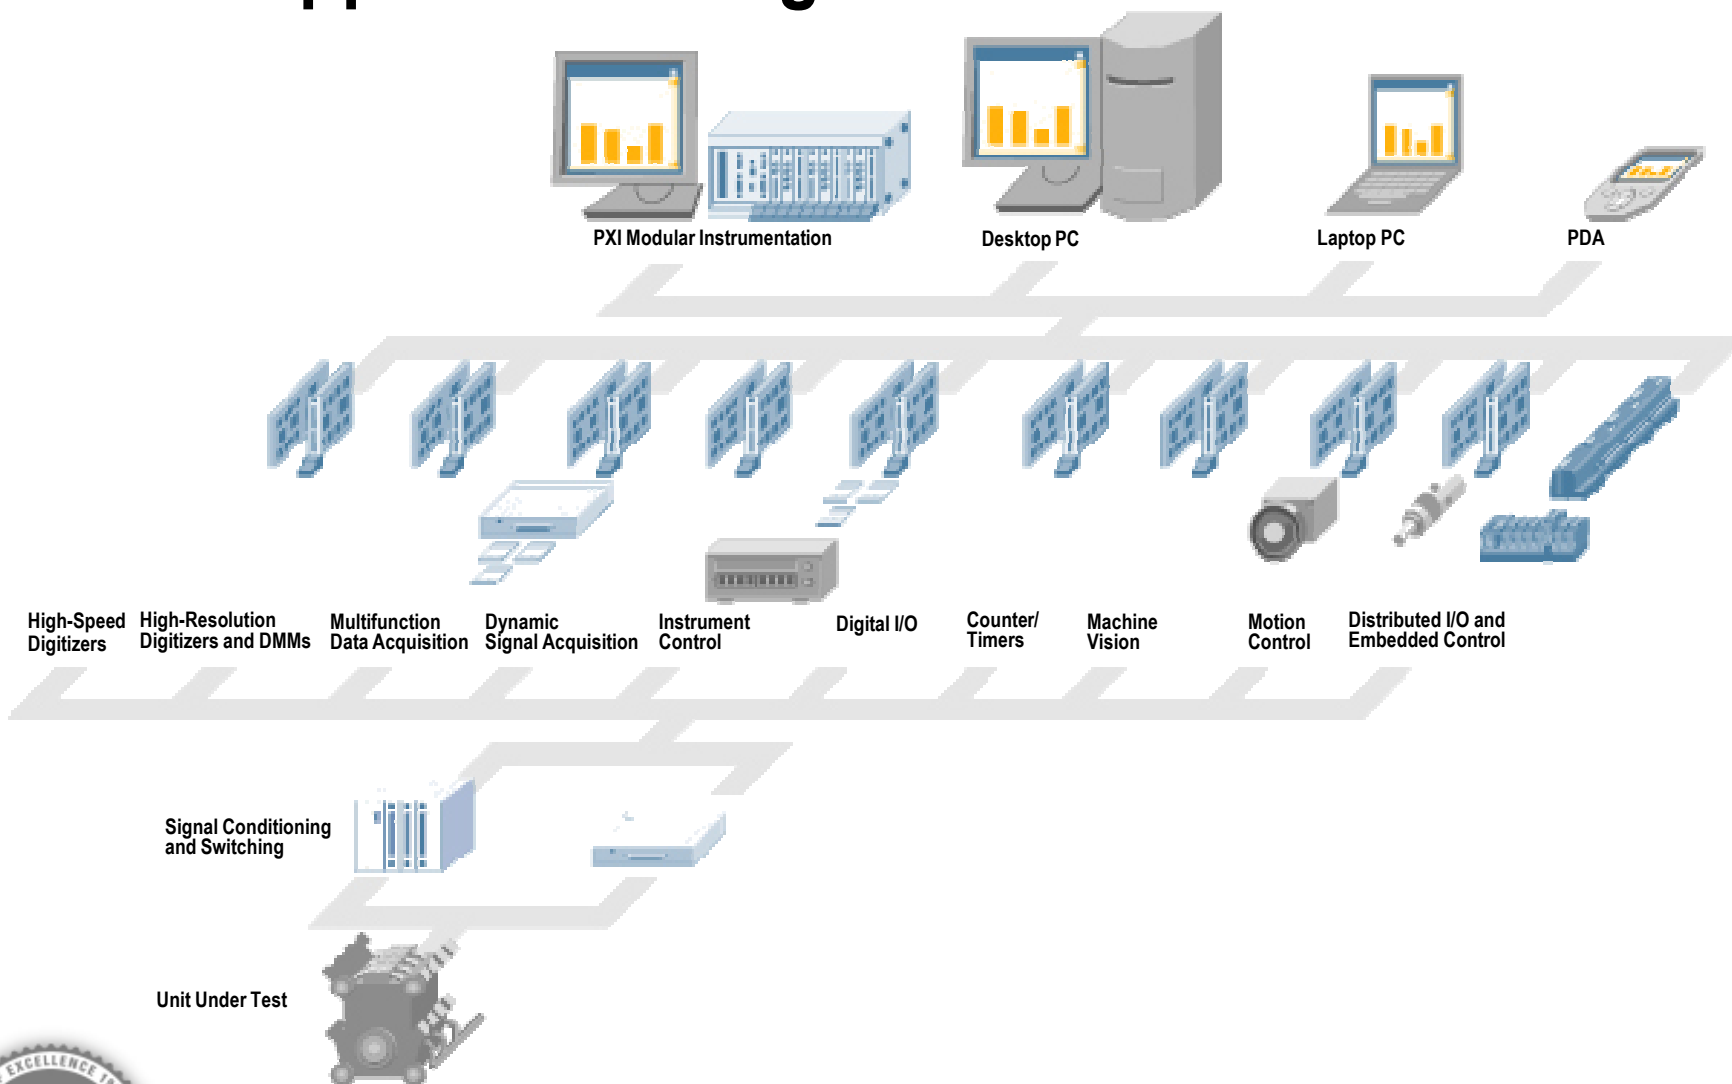 PXI Modular Instrumentation
Desktop PC
Laptop PC
PDA
High-Speed
Digitizers
High-Resolution
Digitizers and DMMs
Multifunction
Data Acquisition
Dynamic
Signal Acquisition
Instrument
Control
Digital I/O
Counter/
Timers
Machine
Vision
Motion
Control
Distributed I/O and
Embedded Control
Signal Conditioning
and Switching
Unit Under Test
EXCELLENCE